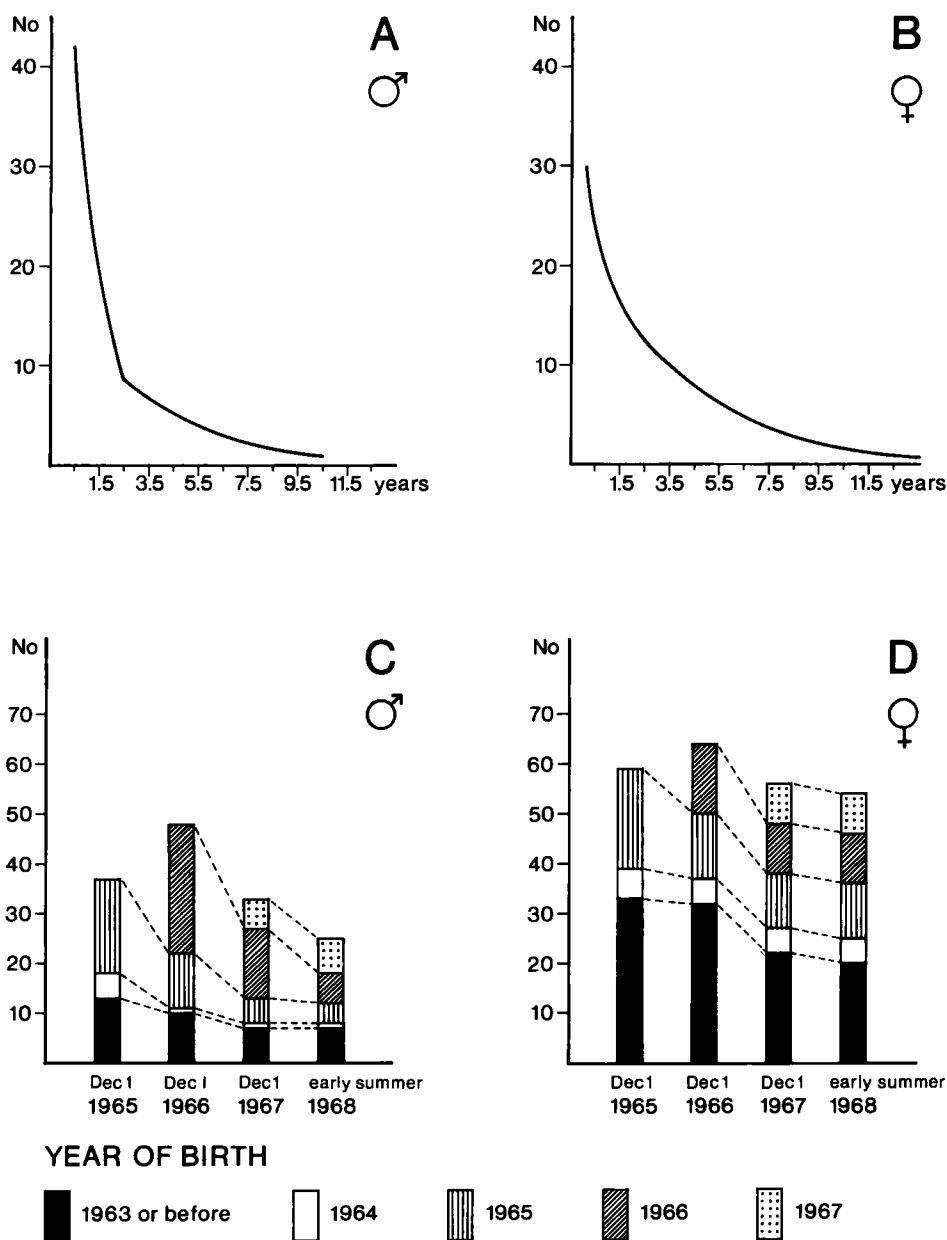 No
A
♂
40
30
20
10
1.5 3.5 5.5 7.5 9.5 11.5 years
No
B
♀
40
30
20
10
1.5 3.5 5.5 7.5 9.5 11.5 years
No
C
♂
70
60
50
40
30
20
10
Dec 1 Dec 1 Dec 1 early summer
1965 1966 1967 1968
No
D
♀
70
60
50
40
30
20
10
Dec 1 Dec 1 Dec 1 early summer
1965 1966 1967 1968
YEAR OF BIRTH
1963 or before 1964 1965 1966 1967